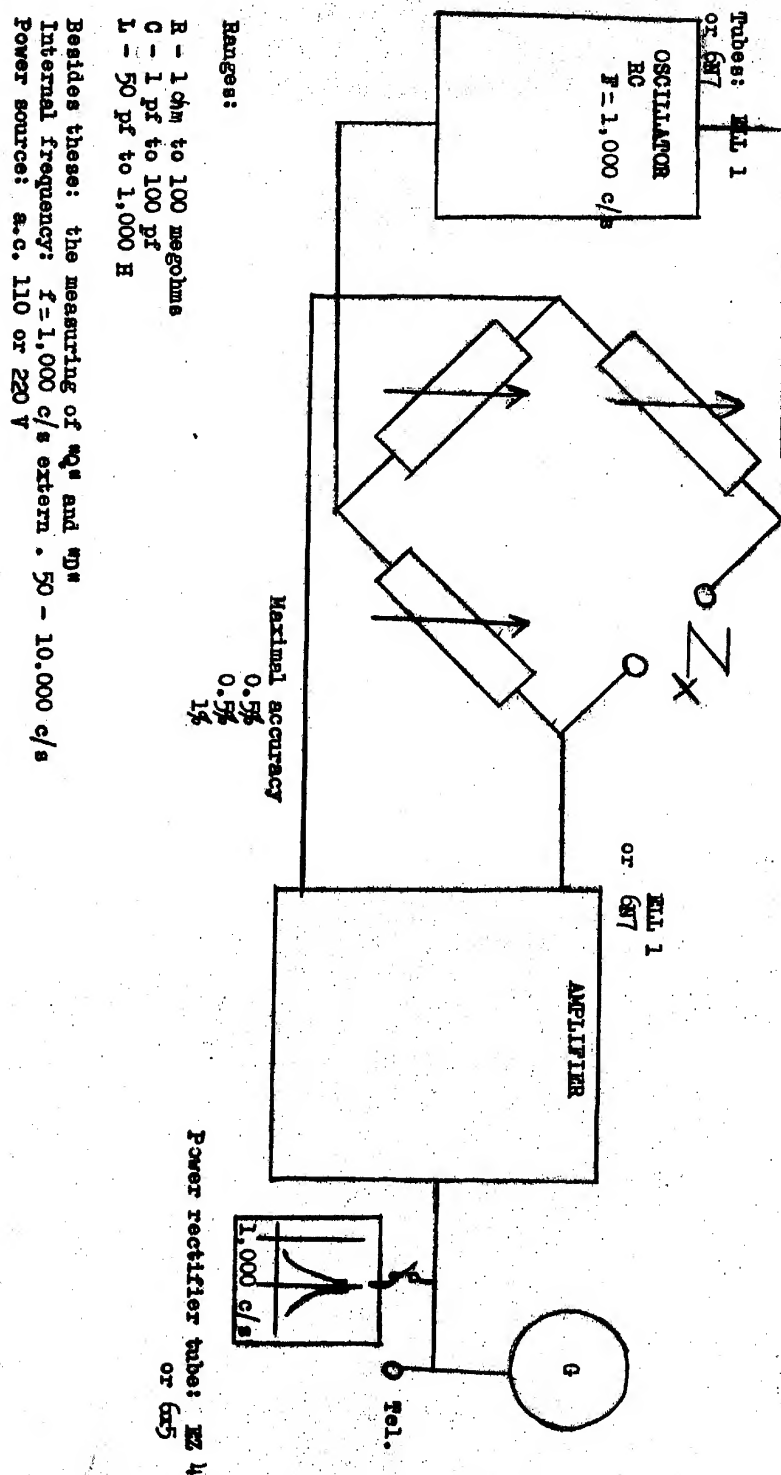 Tubes: ELL 1
or 6N7
OSCILLATOR
RC
F = 1,000 c/s
Z
X
ELL 1
or 6N7
AMPLIFIER
G
Tel.
1,000 c/s
Power rectifier tube: EZ 4
or 6x5
Ranges:
Maximal accuracy
R - 1 ohm to 100 megohms 0.5%
C - 1 pf to 100 pf 0.5%
L - 50 pf to 1,000 H 1%
Besides these: the measuring of "Q" and "D"
Internal frequency: f = 1,000 c/s extern . 50 - 10.000 c/s
Power source: a.c. 110 or 220 V